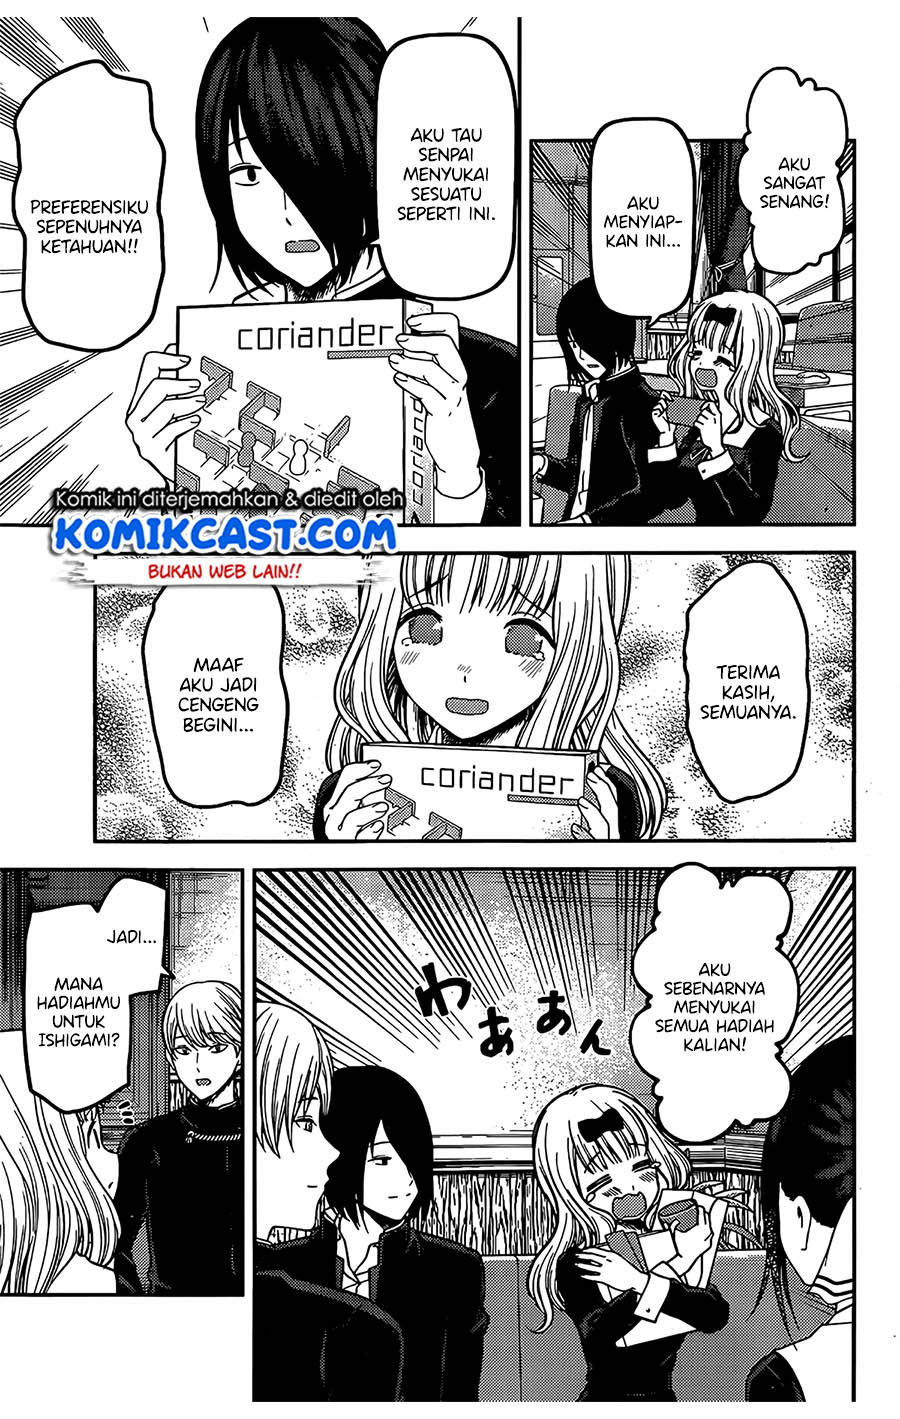 AKU
SANGAT
SENANG!
AKU
MENYIAP-
KAN INI...
AKU TAU
SENPAI
MENYUKAI
SESUATU
SEPERTI INI.
PREFERENSIKU
SEPENUHNYA
KETAHUAN!!
coriander
coriander
Komik ini diterjemahkan & diedit oleh
KOMIKCAST.COM
BUKAN WEB LAIN!!
TERIMA
KASIH,
SEMUANYA.
MAAF
AKU JADI
CENGENG
BEGINI...
coriander
AKU
SEBENARNYA
MENYUKAI
SEMUA HADIAH
KALIAN!
わぁあん
JADI...
MANA
HADIAHMU
UNTUK
ISHIGAMI?